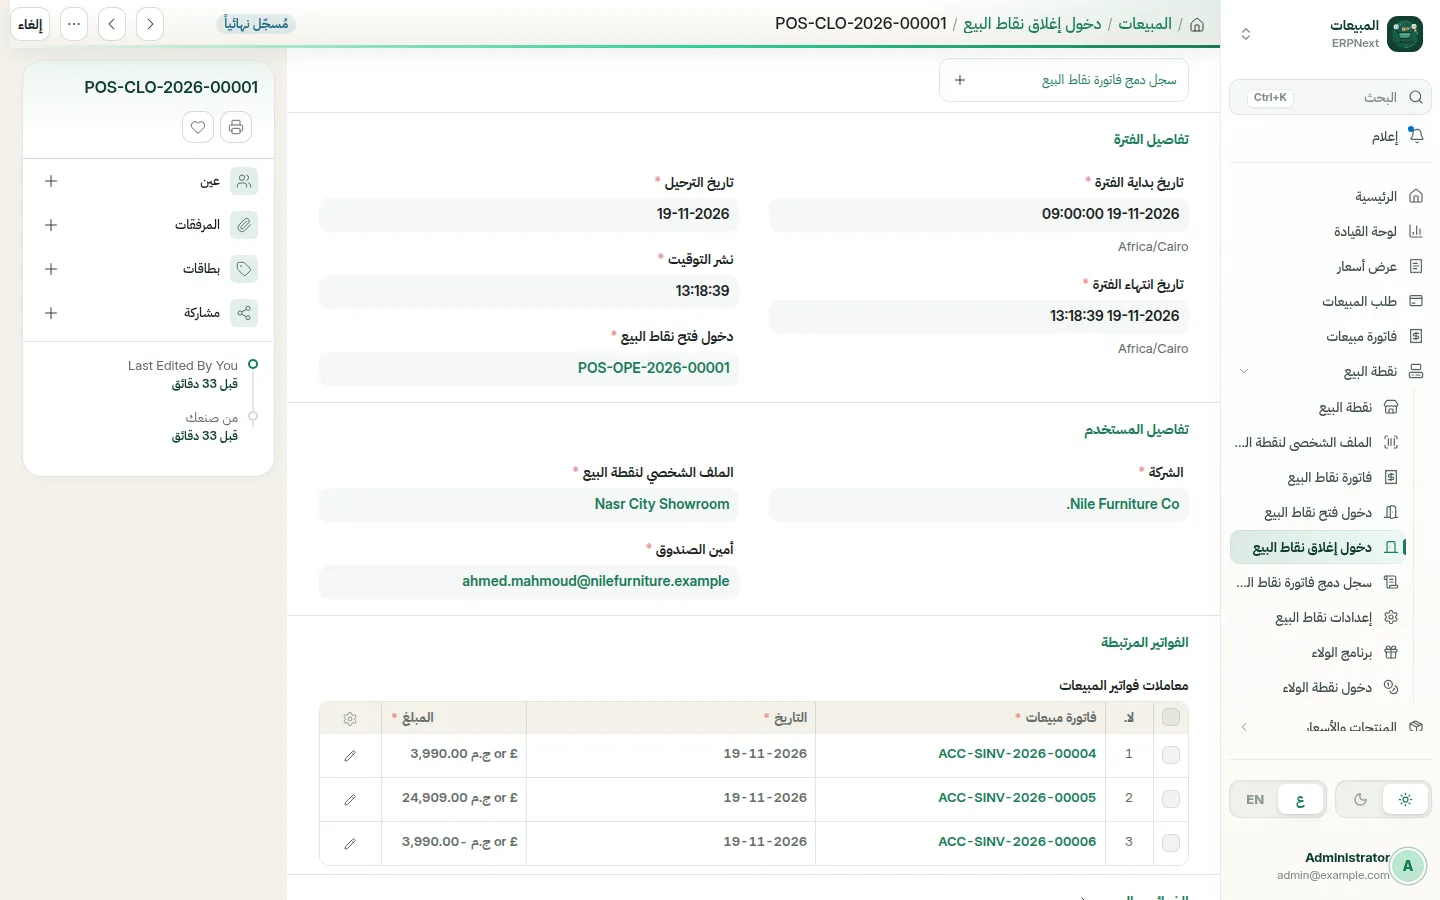 المبيعات
ERPNext
البحث
Ctrl+K
إعلام
الرئيسية
لوحة القيادة
عرض أسعار
طلب المبيعات
فاتورة مبيعات
نقطة البيع
نقطة البيع
الملف الشخصي لنقطة الـ...
فاتورة نقاط البيع
دخول فتح نقاط البيع
دخول إغلاق نقاط البيع
سجل دمج فاتورة نقاط الـ...
إعدادات نقاط البيع
برنامج الولاء
دخول نقطة الولاء
المنتجات والأسعار
ع
EN
Administrator
admin@example.com
A
المبيعات / دخول إغلاق نقاط البيع / POS-CLO-2026-00001
مُسجّل نهائياً
إلغاء
سجل دمج فاتورة نقاط البيع
تفاصيل الفترة
تاريخ بداية الفترة *
19-11-2026 09:00:00
Africa/Cairo
تاريخ انتهاء الفترة *
19-11-2026 13:18:39
Africa/Cairo
تاريخ الترحيل *
19-11-2026
نشر التوقيت *
13:18:39
دخول فتح نقاط البيع *
POS-OPE-2026-00001
تفاصيل المستخدم
الشركة *
Nile Furniture Co.
الملف الشخصي لنقطة البيع *
Nasr City Showroom
أمين الصندوق *
ahmed.mahmoud@nilefurniture.example
الفواتير المرتبطة
معاملات فواتير المبيعات
لا. فاتورة مبيعات * التاريخ * المبلغ *
1 ACC-SINV-2026-00004 19-11-2026 £ or ج.م 3,990.00
2 ACC-SINV-2026-00005 19-11-2026 £ or ج.م 24,909.00
3 ACC-SINV-2026-00006 19-11-2026 £ or ج.م -3,990.00
POS-CLO-2026-00001
عين
المرفقات
بطاقات
مشاركة
Last Edited By You
قبل 33 دقائق
من صنعك
قبل 33 دقائق